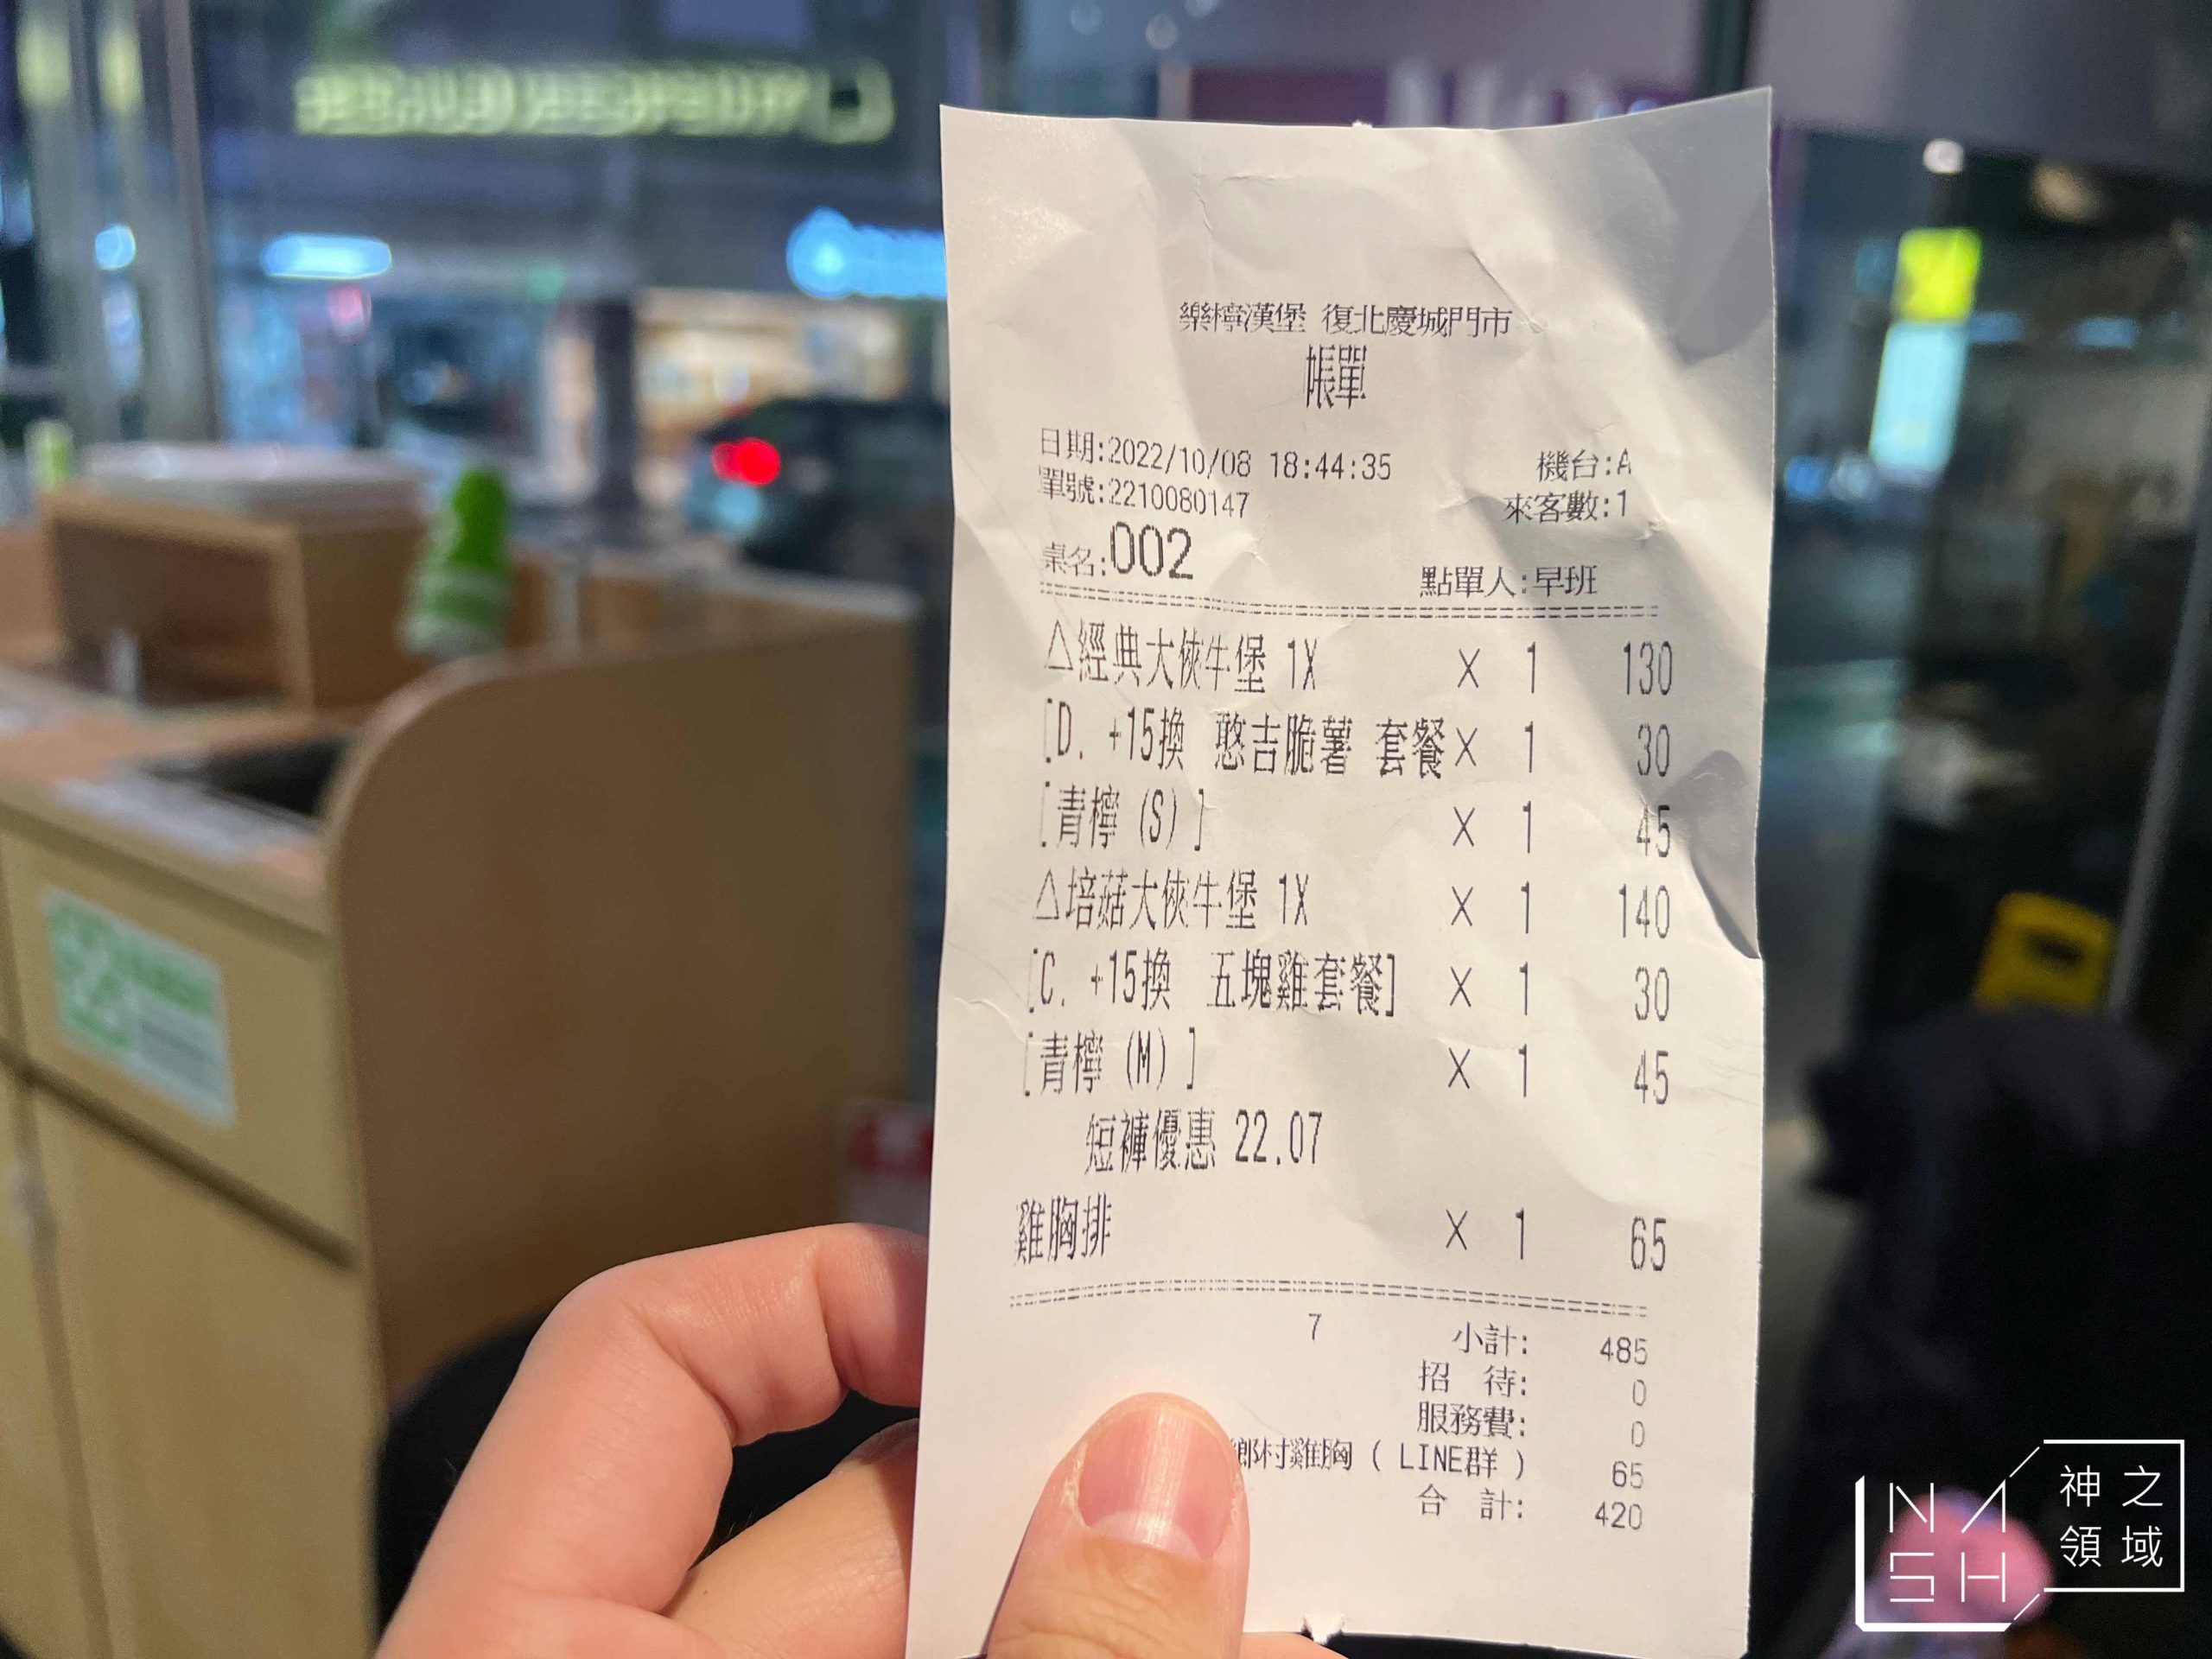 樂檸漢堡 復北慶城門市
帳單
日期:2022/10/08 18:44:35 機台:A
單號:2210080147 來客數:1
桌名:002 點單人:早班
△經典大俠牛堡 1X X 1 130
[D. +15換 憨吉脆薯 套餐X 1 30
[青檸 (S) ] X 1 45
△培菇大俠牛堡 1X X 1 140
[C. +15換 五塊雞套餐] X 1 30
[青檸 (M) ] X 1 45
短褲優惠 22.07
雞胸排 X 1 65
7 小計: 485
招 待: 0
服務費: 0
鄉村雞胸 ( LINE群 ) 65
合 計: 420
NASH
神之
領域